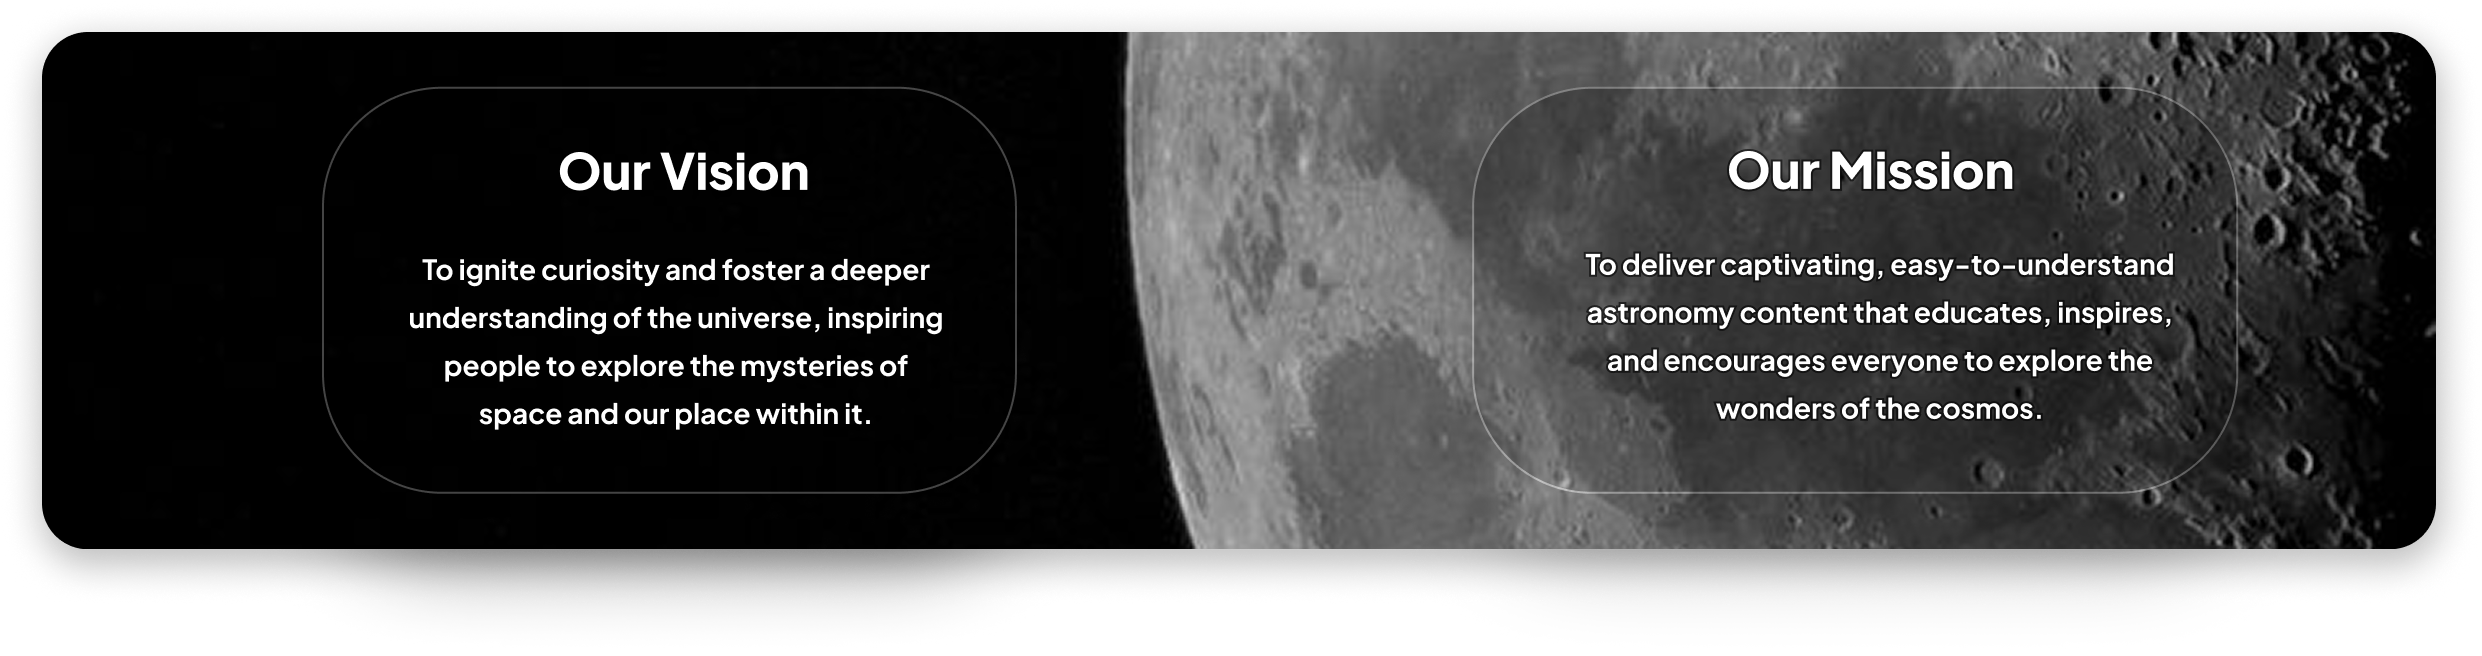 Our Vision
To ignite curiosity and foster a deeper
understanding of the universe, inspiring
people to explore the mysteries of
space and our place within it.
Our Mission
To deliver captivating, easy-to-understand
astronomy content that educates, inspires,
and encourages everyone to explore the
wonders of the cosmos.